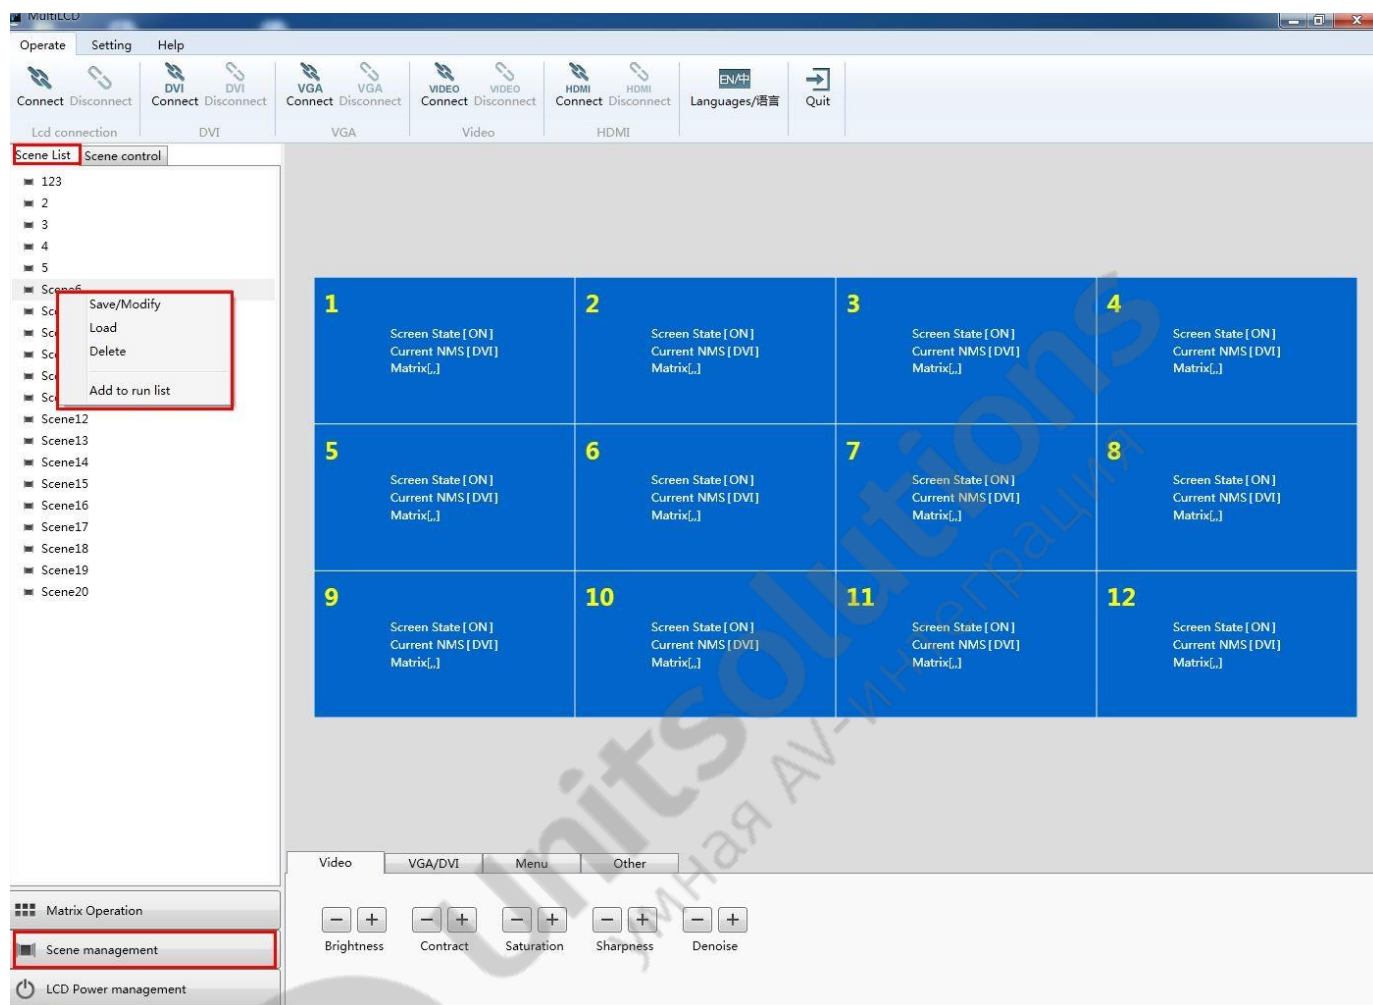 MultiLCD
Operate Setting Help
DVI DVI VGA VGA VIDEO VIDEO HDMI HDMI EN/中
Connect Disconnect Connect Disconnect Connect Disconnect Connect Disconnect Connect Disconnect Languages/语言 Quit
Lcd connection DVI VGA Video HDMI
Scene List Scene control
123
2
3
4
5
Scene6
Save/Modify
Load
Delete
Add to run list
Scene12
Scene13
Scene14
Scene15
Scene16
Scene17
Scene18
Scene19
Scene20
1 2 3 4
Screen State[ON] Screen State[ON] Screen State[ON] Screen State[ON]
Current NMS[DVI] Current NMS[DVI] Current NMS[DVI] Current NMS[DVI]
Matrix[,,] Matrix[,,] Matrix[,,] Matrix[,,]
5 6 7 8
Screen State[ON] Screen State[ON] Screen State[ON] Screen State[ON]
Current NMS[DVI] Current NMS[DVI] Current NMS[DVI] Current NMS[DVI]
Matrix[,,] Matrix[,,] Matrix[,,] Matrix[,,]
9 10 11 12
Screen State[ON] Screen State[ON] Screen State[ON] Screen State[ON]
Current NMS[DVI] Current NMS[DVI] Current NMS[DVI] Current NMS[DVI]
Matrix[,,] Matrix[,,] Matrix[,,] Matrix[,,]
Video VGA/DVI Menu Other
Brightness Contract Saturation Sharpness Denoise
Matrix Operation
Scene management
LCD Power management
Unitsolutions
умная AV-интеграция